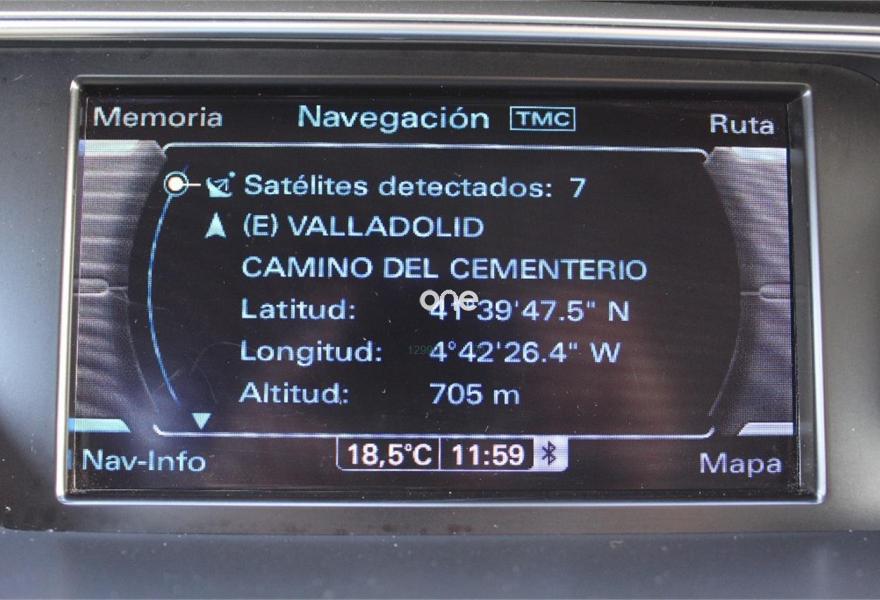 Memoria Navegación TMC Ruta
Satélites detectados: 7
(E) VALLADOLID
CAMINO DEL CEMENTERIO
one
Latitud: 41°39'47.5" N
Longitud: 4°42'26.4" W
Altitud: 705 m
Nav-Info 18,5°C 11:59 Mapa